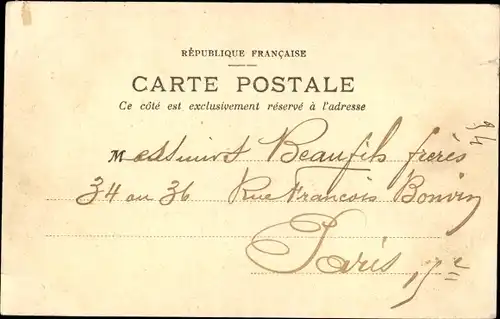 RÉPUBLIQUE FRANÇAISE
CARTE POSTALE
Ce côté est exclusivement réservé à l'adresse
Messieurs Beaufils frères
34 ou 36 Rue François Bonvin
Paris 15e